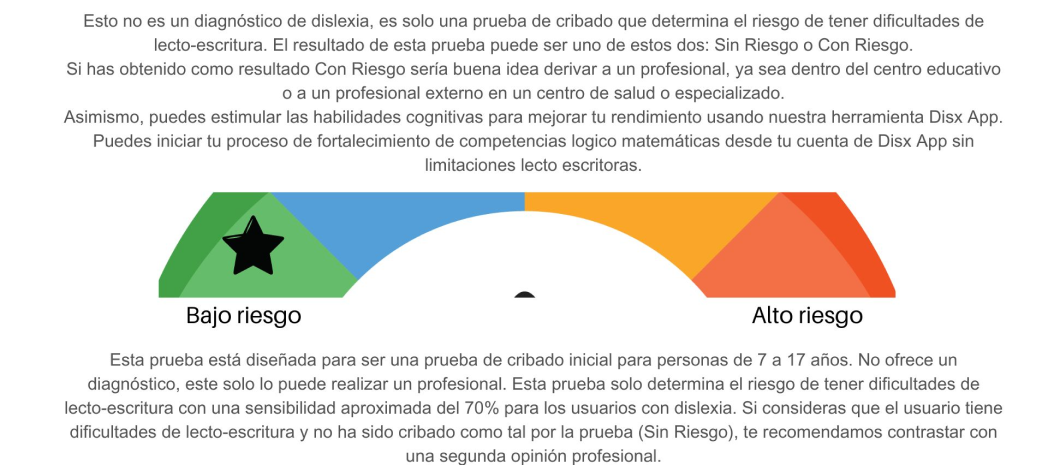 Esto no es un diagnóstico de dislexia, es solo una prueba de cribado que determina el riesgo de tener dificultades de
lecto-escritura. El resultado de esta prueba puede ser uno de estos dos: Sin Riesgo o Con Riesgo.
Si has obtenido como resultado Con Riesgo sería buena idea derivar a un profesional, ya sea dentro del centro educativo
o a un profesional externo en un centro de salud o especializado.
Asimismo, puedes estimular las habilidades cognitivas para mejorar tu rendimiento usando nuestra herramienta Disx App.
Puedes iniciar tu proceso de fortalecimiento de competencias logico matemáticas desde tu cuenta de Disx App sin
limitaciones lecto escritoras.
Bajo riesgo
Alto riesgo
Esta prueba está diseñada para ser una prueba de cribado inicial para personas de 7 a 17 años. No ofrece un
diagnóstico, este solo lo puede realizar un profesional. Esta prueba solo determina el riesgo de tener dificultades de
lecto-escritura con una sensibilidad aproximada del 70% para los usuarios con dislexia. Si consideras que el usuario tiene
dificultades de lecto-escritura y no ha sido cribado como tal por la prueba (Sin Riesgo), te recomendamos contrastar con
una segunda opinión profesional.